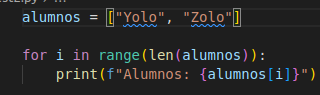 alumnos = ["Yolo", "Zolo"]
for i in range(len(alumnos)):
    print(f"Alumnos: {alumnos[i]}")